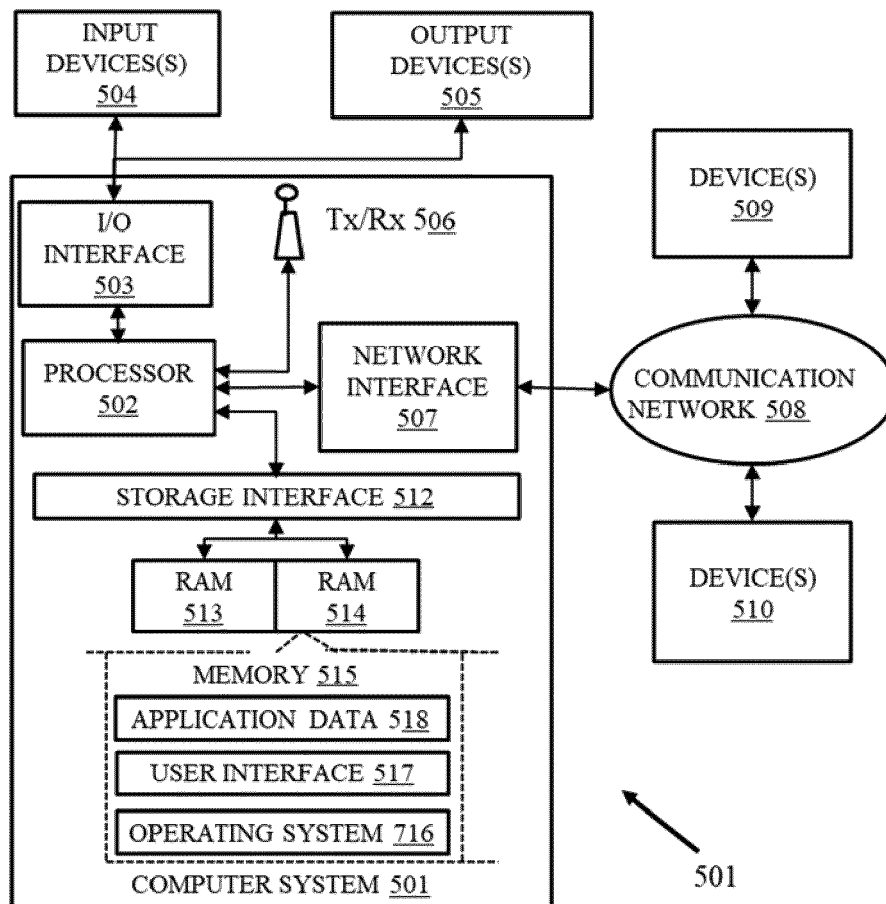 INPUT
DEVICES(S)
504
OUTPUT
DEVICES(S)
505
I/O
INTERFACE
503
Tx/Rx 506
DEVICE(S)
509
PROCESSOR
502
NETWORK
INTERFACE
507
COMMUNICATION
NETWORK 508
STORAGE INTERFACE 512
RAM
513
RAM
514
DEVICE(S)
510
MEMORY 515
APPLICATION DATA 518
USER INTERFACE 517
OPERATING SYSTEM 716
COMPUTER SYSTEM 501
501